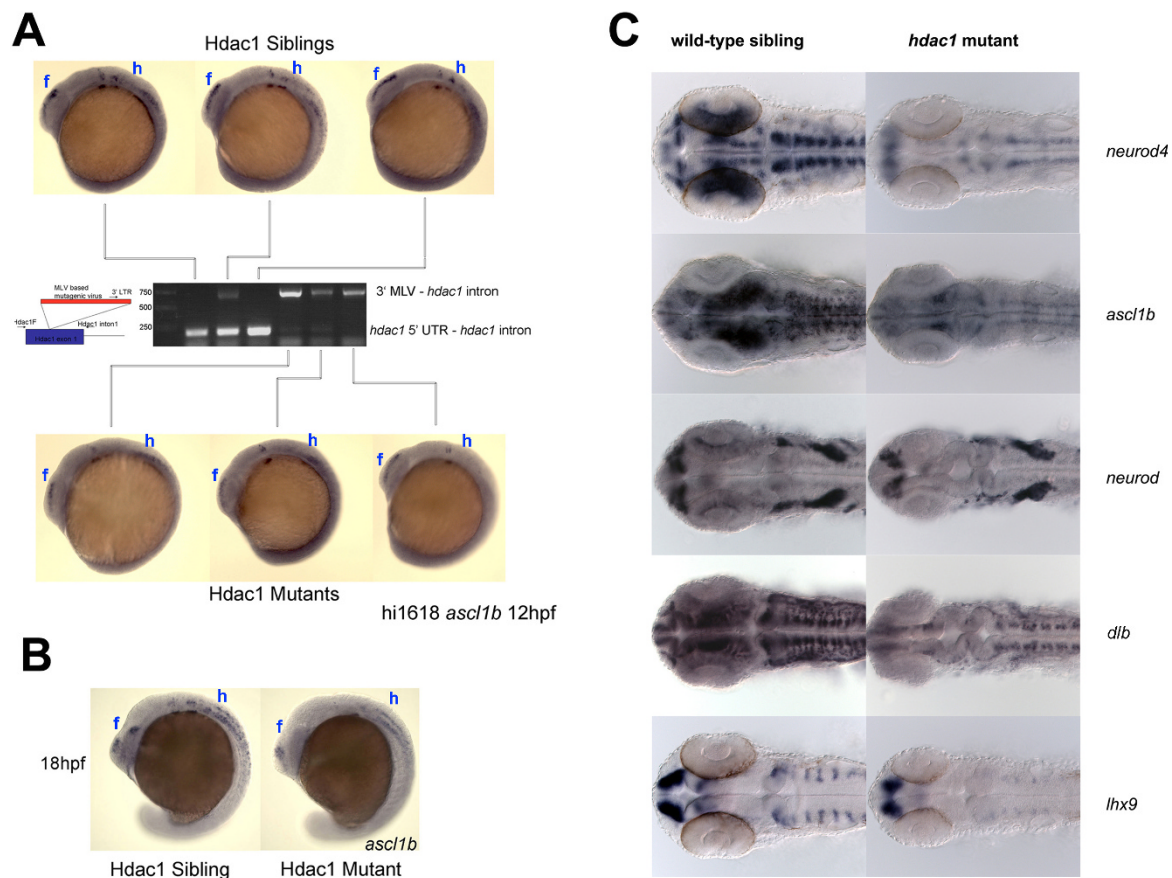 A
Hdac1 Siblings
f
h
f
h
f
h
MLV based
mutagenic virus
3' LTR
Hdac1F
Hdac1 inton1
Hdac1 exon 1
750
500
250
3' MLV - hdac1 intron
hdac1 5' UTR - hdac1 intron
f
h
f
h
f
h
Hdac1 Mutants
hi1618 ascl1b 12hpf
B
18hpf
f
h
f
h
ascl1b
Hdac1 Sibling
Hdac1 Mutant
C
wild-type sibling
hdac1 mutant
neurod4
ascl1b
neurod
dlb
lhx9